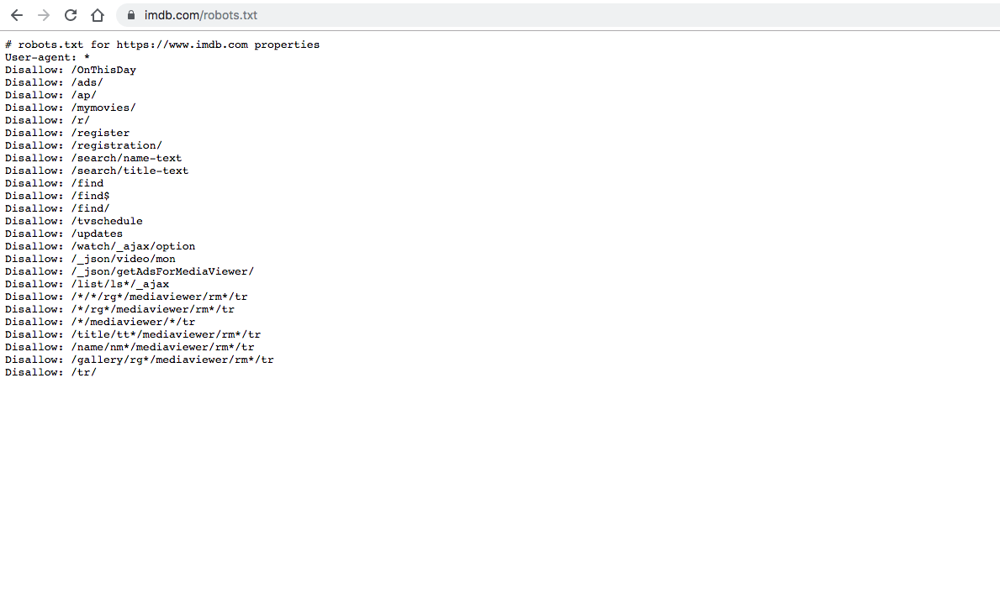 imdb.com/robots.txt
# robots.txt for https://www.imdb.com properties
User-agent: *
Disallow: /OnThisDay
Disallow: /ads/
Disallow: /ap/
Disallow: /mymovies/
Disallow: /r/
Disallow: /register
Disallow: /registration/
Disallow: /search/name-text
Disallow: /search/title-text
Disallow: /find
Disallow: /find$
Disallow: /find/
Disallow: /tvschedule
Disallow: /updates
Disallow: /watch/_ajax/option
Disallow: /_json/video/mon
Disallow: /_json/getAdsForMediaViewer/
Disallow: /list/ls*/_ajax
Disallow: /*/*/rg*/mediaviewer/rm*/tr
Disallow: /*/rg*/mediaviewer/rm*/tr
Disallow: /*/mediaviewer/*/tr
Disallow: /title/tt*/mediaviewer/rm*/tr
Disallow: /name/nm*/mediaviewer/rm*/tr
Disallow: /gallery/rg*/mediaviewer/rm*/tr
Disallow: /tr/